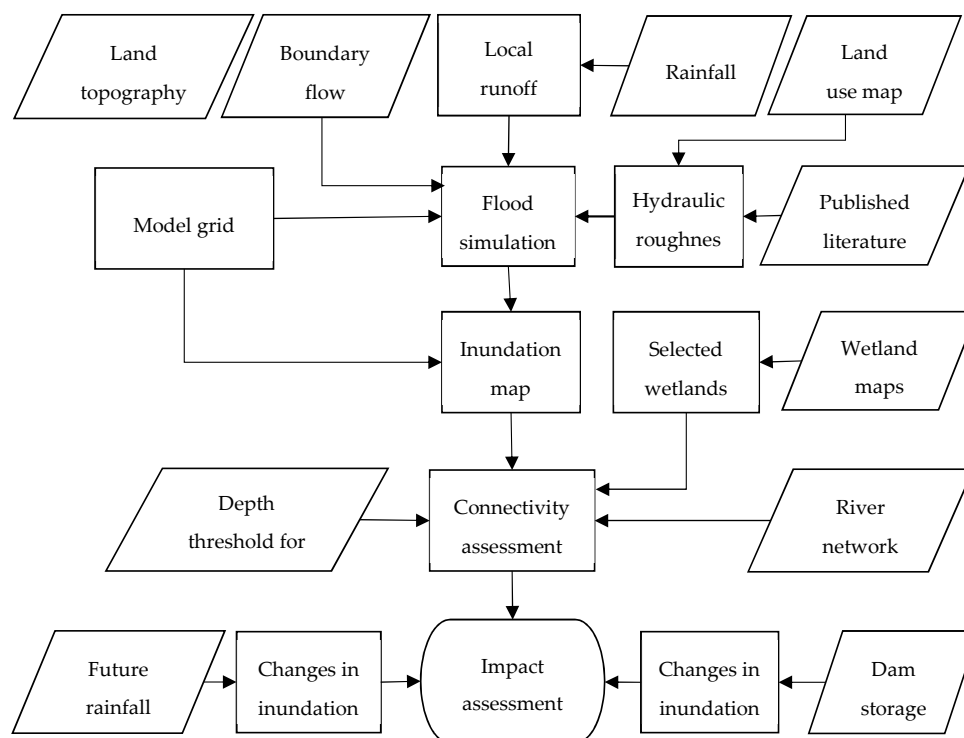 Land
topography
Boundary
flow
Local
runoff
Rainfall
Land
use map
Model grid
Flood
simulation
Hydraulic
roughnes
Published
literature
Inundation
map
Selected
wetlands
Wetland
maps
Depth
threshold for
Connectivity
assessment
River
network
Future
rainfall
Changes in
inundation
Impact
assessment
Changes in
inundation
Dam
storage